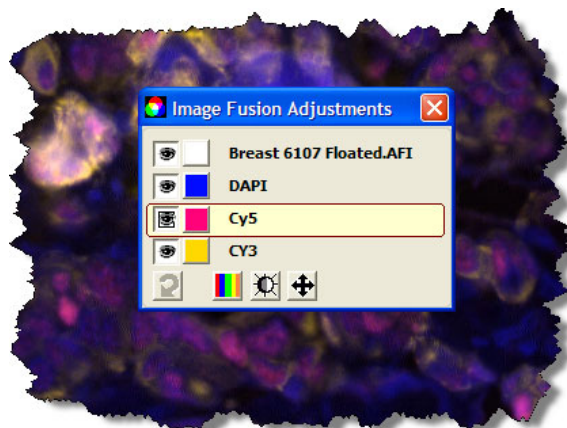 Image Fusion Adjustments
Breast 6107 Floated.AFI
DAPI
Cy5
CY3